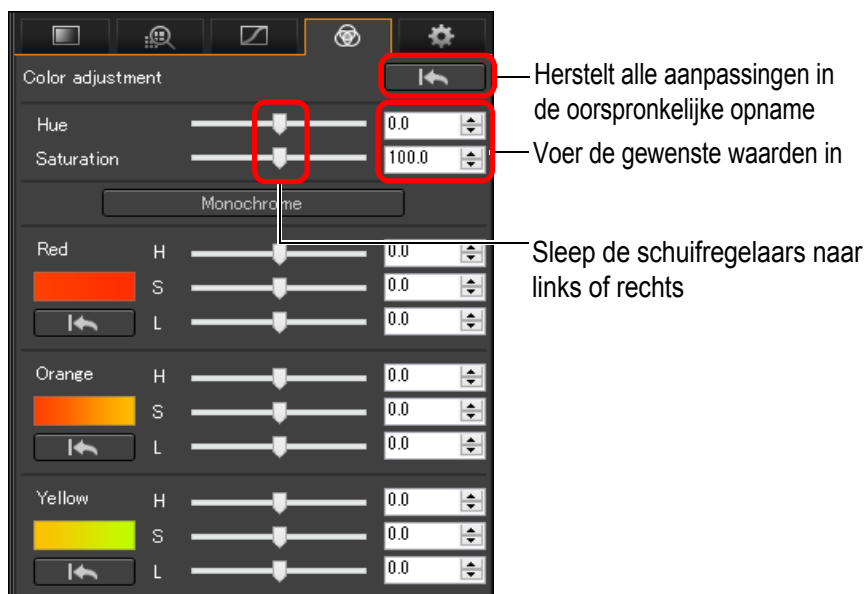 Color adjustment
Herstelt alle aanpassingen in
de oorspronkelijke opname
Hue 0.0
Saturation 100.0
Voer de gewenste waarden in
Monochrome
Sleep de schuifregelaars naar
links of rechts
Red H 0.0
S 0.0
L 0.0
Orange H 0.0
S 0.0
L 0.0
Yellow H 0.0
S 0.0
L 0.0